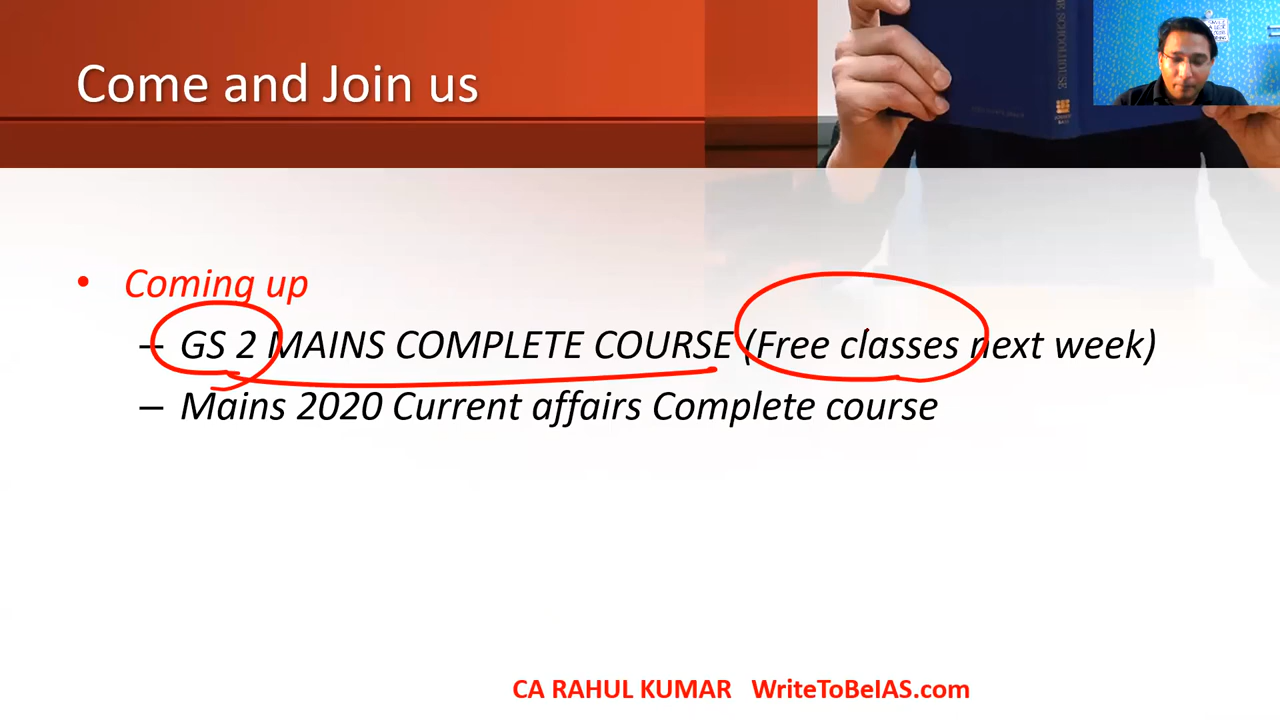 Come and Join us
• Coming up
– GS 2 MAINS COMPLETE COURSE (Free classes next week)
– Mains 2020 Current affairs Complete course
CA RAHUL KUMAR WriteToBeIAS.com